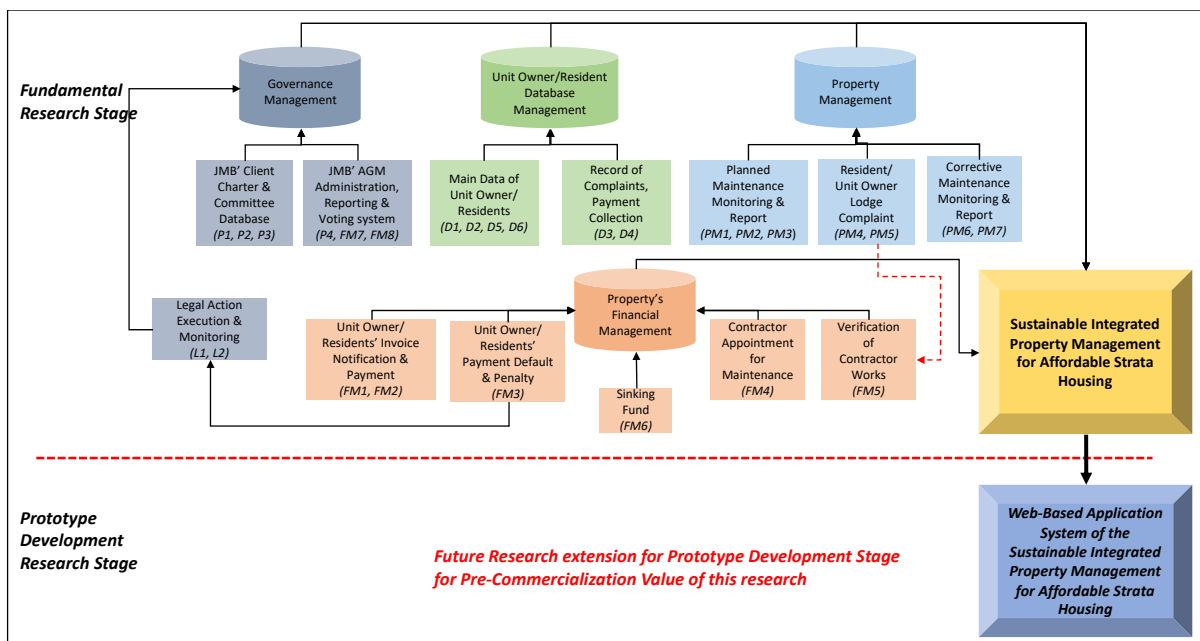 Fundamental
Research Stage
Governance
Management
Unit Owner/Resident
Database
Management
Property
Management
JMB' Client
Charter &
Committee
Database
(P1, P2, P3)
JMB' AGM
Administration,
Reporting &
Voting system
(P4, FM7, FM8)
Main Data of
Unit Owner/
Residents
(D1, D2, D5, D6)
Record of
Complaints,
Payment
Collection
(D3, D4)
Planned
Maintenance
Monitoring &
Report
(PM1, PM2, PM3)
Resident/
Unit Owner
Lodge
Complaint
(PM4, PM5)
Corrective
Maintenance
Monitoring &
Report
(PM6, PM7)
Legal Action
Execution &
Monitoring
(L1, L2)
Property's
Financial
Management
Unit Owner/
Residents' Invoice
Notification &
Payment
(FM1, FM2)
Unit Owner/
Residents'
Payment Default
& Penalty
(FM3)
Sinking
Fund
(FM6)
Contractor
Appointment
for
Maintenance
(FM4)
Verification
of
Contractor
Works
(FM5)
Sustainable Integrated
Property Management
for Affordable Strata
Housing
Prototype
Development
Research Stage
Future Research extension for Prototype Development Stage
for Pre-Commercialization Value of this research
Web-Based Application
System of the
Sustainable Integrated
Property Management
for Affordable Strata
Housing